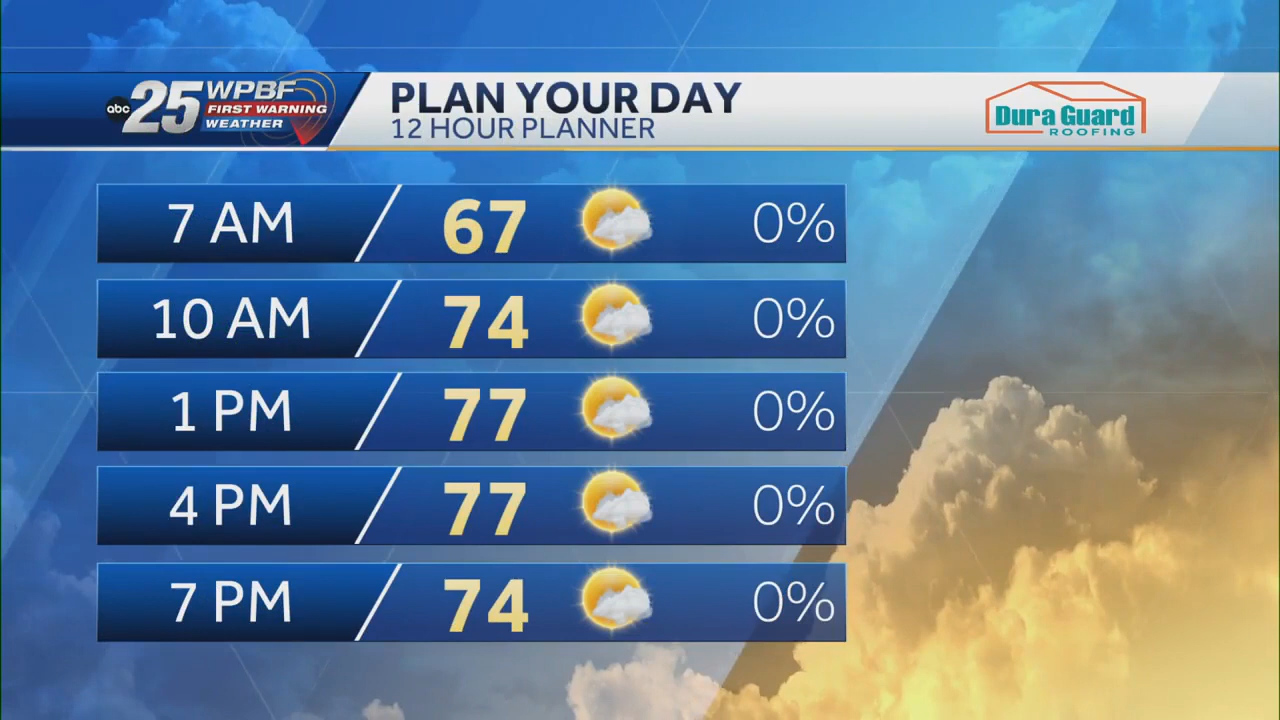 abc 25 WPBF
FIRST WARNING
WEATHER
PLAN YOUR DAY
12 HOUR PLANNER
Dura Guard
ROOFING
7 AM 67 0%
10 AM 74 0%
1 PM 77 0%
4 PM 77 0%
7 PM 74 0%